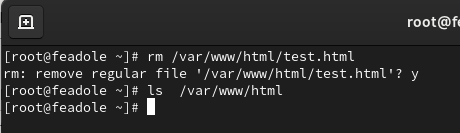 root@f
[root@feadole ~]# rm /var/www/html/test.html
rm: remove regular file '/var/www/html/test.html'? y
[root@feadole ~]# ls  /var/www/html
[root@feadole ~]#